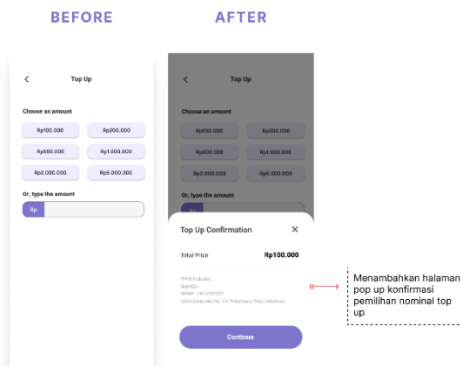 BEFORE
AFTER
Top Up
Choose an amount
Rp100.000
Rp200.000
Rp500.000
Rp1.000.000
Rp2.000.000
Rp5.000.000
Or, type the amount
Rp
Top Up
Choose an amount
Rp100.000
Rp200.000
Rp500.000
Rp1.000.000
Rp2.000.000
Rp5.000.000
Or, type the amount
Rp
Top Up Confirmation
Total Price
Rp100.000
Continue
Menambahkan halaman
pop up konfirmasi
pemilihan nominal top
up